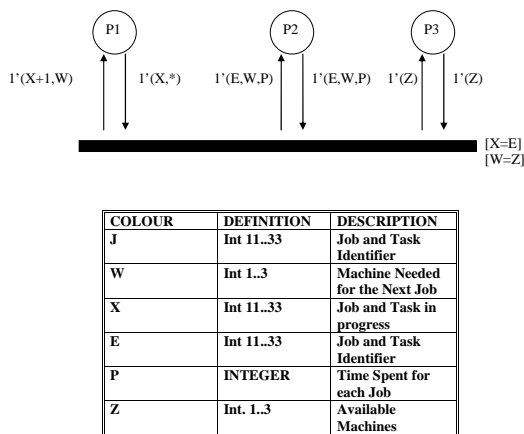 P1 P2 P3
1’(X+1,W) 1’(X,*) 1’(E,W,P) 1’(E,W,P) 1’(Z) 1’(Z)
[X=E]
[W=Z]
COLOUR DEFINITION DESCRIPTION
J Int 11..33 Job and Task
Identifier
W Int 1..3 Machine Needed
for the Next Job
X Int 11..33 Job and Task in
progress
E Int 11..33 Job and Task
Identifier
P INTEGER Time Spent for
each Job
Z Int. 1..3 Available
Machines